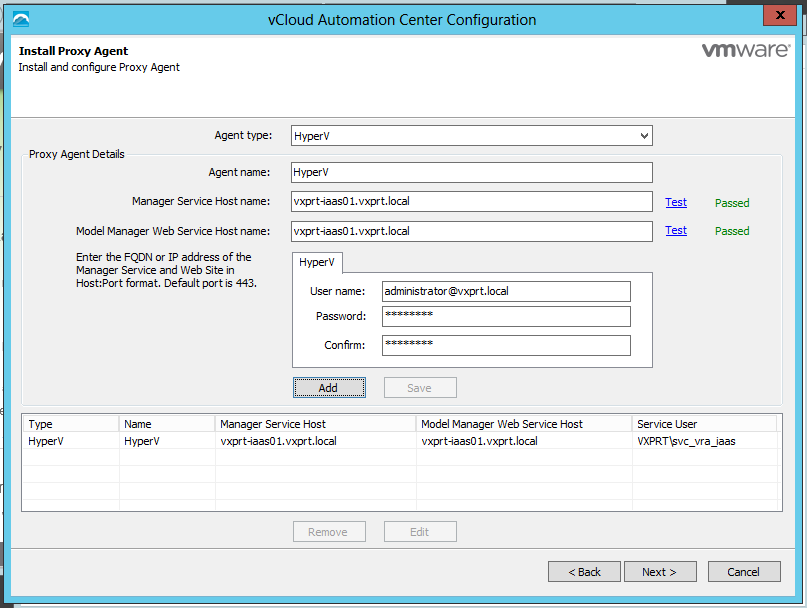 vCloud Automation Center Configuration
x
Install Proxy Agent
Install and configure Proxy Agent
vmware®
Agent type: HyperV
Proxy Agent Details
Agent name: HyperV
Manager Service Host name: vxprt-iaas01.vxprt.local Test Passed
Model Manager Web Service Host name: vxprt-iaas01.vxprt.local Test Passed
Enter the FQDN or IP address of the
Manager Service and Web Site in
Host:Port format. Default port is 443.
HyperV
User name: administrator@vxprt.local
Password: ********
Confirm: ********
Add Save
Type Name Manager Service Host Model Manager Web Service Host Service User
HyperV HyperV vxprt-iaas01.vxprt.local vxprt-iaas01.vxprt.local VXPRT\svc_vra_iaas
Remove Edit
< Back Next > Cancel